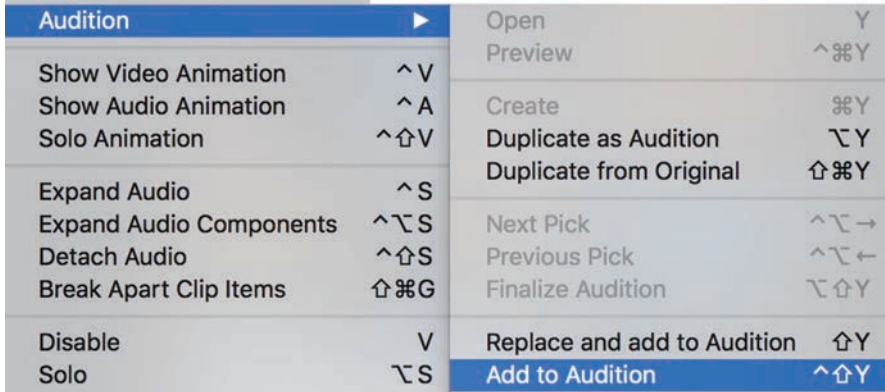 Audition ▶
Show Video Animation ^V
Show Audio Animation ^A
Solo Animation ^⇧V
Expand Audio ^S
Expand Audio Components ^⌥S
Detach Audio ^⇧S
Break Apart Clip Items ⇧⌘G
Disable V
Solo ⌥S
Open Y
Preview ^⌘Y
Create ⌘Y
Duplicate as Audition ⌥Y
Duplicate from Original ⇧⌘Y
Next Pick ^⌥→
Previous Pick ^⌥←
Finalize Audition ⌥⇧Y
Replace and add to Audition ⇧Y
Add to Audition ^⇧Y